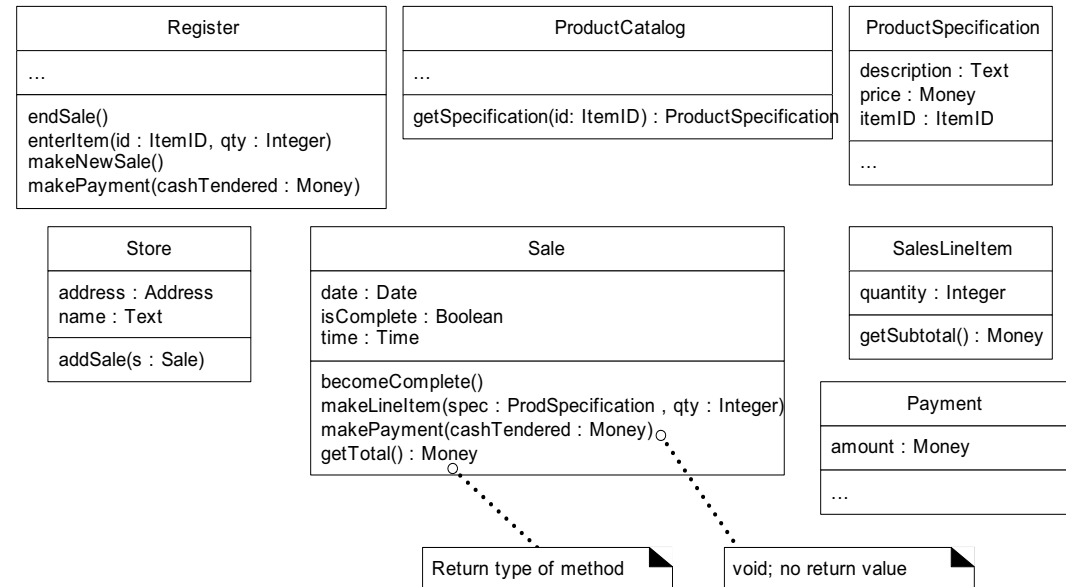 Register
...
endSale()
enterItem(id : ItemID, qty : Integer)
makeNewSale()
makePayment(cashTendered : Money)
ProductCatalog
...
getSpecification(id: ItemID) : ProductSpecification
ProductSpecification
description : Text
price : Money
itemID : ItemID
...
Store
address : Address
name : Text
addSale(s : Sale)
Sale
date : Date
isComplete : Boolean
time : Time
becomeComplete()
makeLineItem(spec : ProdSpecification , qty : Integer)
makePayment(cashTendered : Money)
getTotal() : Money
SalesLineItem
quantity : Integer
getSubtotal() : Money
Payment
amount : Money
...
Return type of method
void; no return value